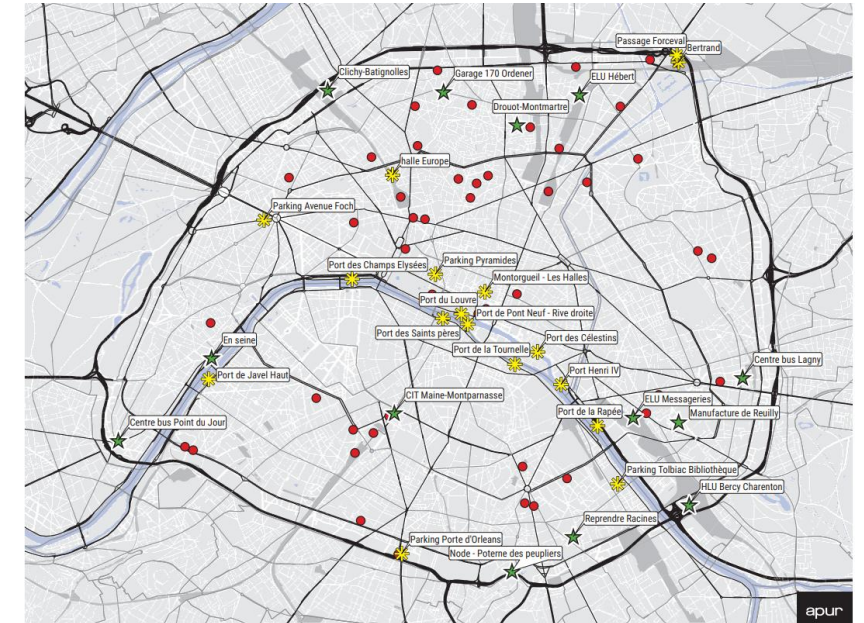 Passage Forceval
Bertrand
Clichy-Batignolles
Garage 170 Ordener
ELU Hébert
Drouot-Montmartre
halle Europe
Parking Avenue Foch
Port des Champs Elysées
Parking Pyramides
Montorgueil - Les Halles
Port du Louvre
Port de Pont Neuf - Rive droite
Port des Saints pères
En seine
Port de la Tournelle
Port des Célestins
Centre bus Lagny
Port de Javel Haut
Port Henri IV
CIT Maine-Montparnasse
ELU Messageries
Port de la Rapée
Manufacture de Reuilly
Centre bus Point du Jour
Parking Tolbiac Bibliothèque
HLU Bercy Charenton
Reprendre Racines
Parking Porte d'Orleans
Node - Poterne des peupliers
apur